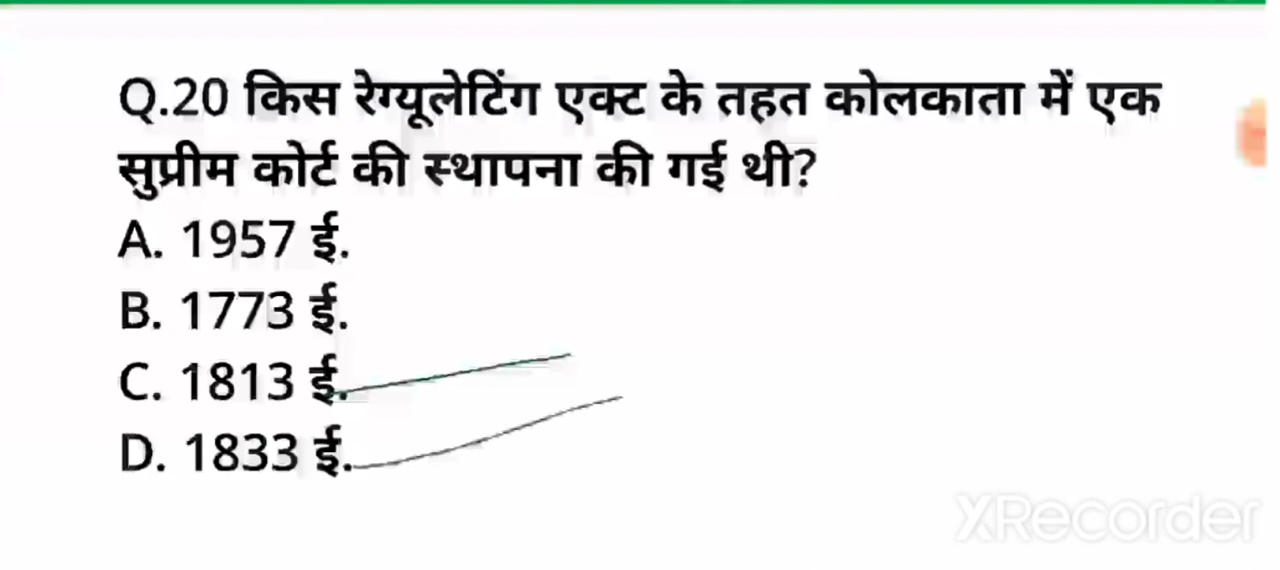 Q.20 किस रेग्यूलेटिंग एक्ट के तहत कोलकाता में एक
सुप्रीम कोर्ट की स्थापना की गई थी?
A. 1957 ई.
B. 1773 ई.
C. 1813 ई.
D. 1833 ई.
XRecorder